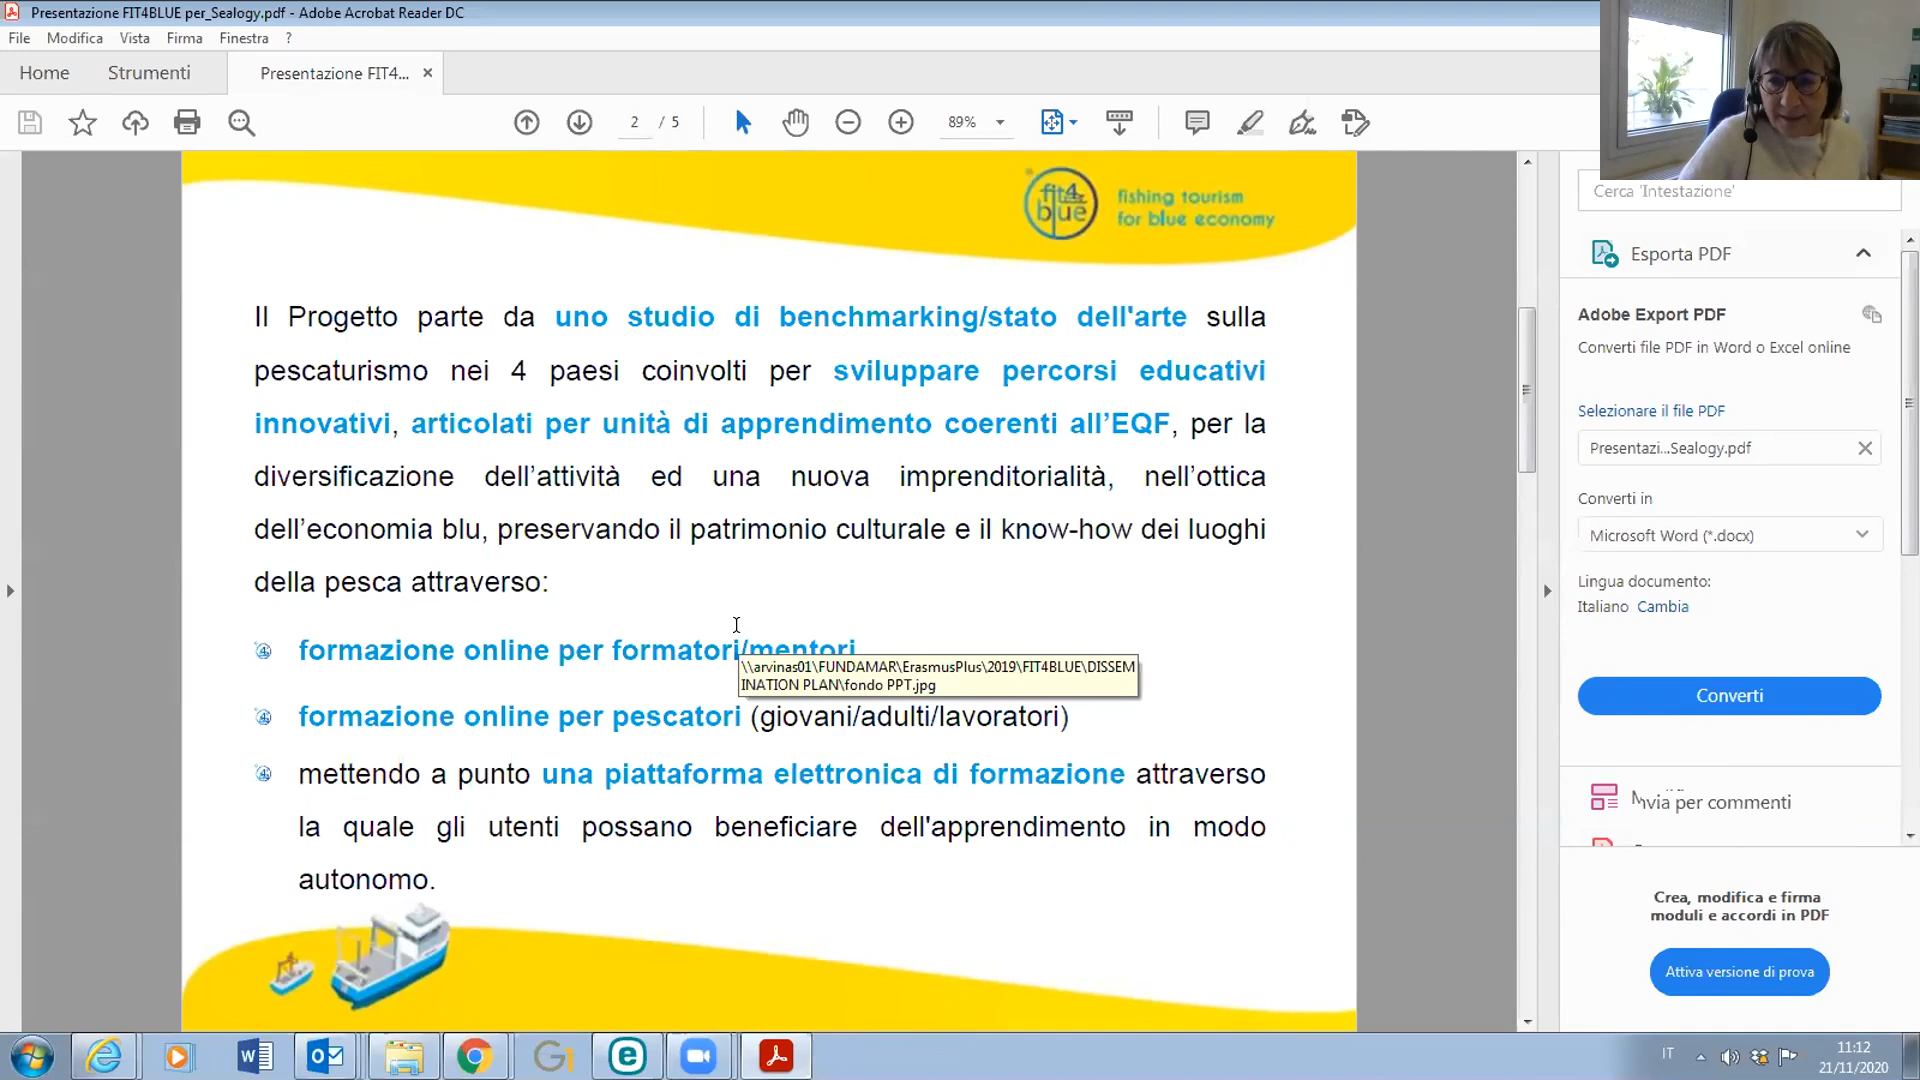 Presentazione FIT4BLUE per_Sealogy.pdf - Adobe Acrobat Reader DC
File Modifica Vista Firma Finestra ?
Home Strumenti Presentazione FIT4... ×
2 / 5 89%
fit4
blue
fishing tourism
for blue economy
Il Progetto parte da uno studio di benchmarking/stato dell'arte sulla
pescaturismo nei 4 paesi coinvolti per sviluppare percorsi educativi
innovativi, articolati per unità di apprendimento coerenti all’EQF, per la
diversificazione dell’attività ed una nuova imprenditorialità, nell’ottica
dell’economia blu, preservando il patrimonio culturale e il know-how dei luoghi
della pesca attraverso:
formazione online per formatori/mentori
\\arvinas01\FUNDAMAR\ErasmusPlus\2019\FIT4BLUE\DISSEM
INATION PLAN\fondo PPT.jpg
formazione online per pescatori (giovani/adulti/lavoratori)
mettendo a punto una piattaforma elettronica di formazione attraverso
la quale gli utenti possano beneficiare dell'apprendimento in modo
autonomo.
Cerca 'Intestazione'
Esporta PDF
Adobe Export PDF
Converti file PDF in Word o Excel online
Selezionare il file PDF
Presentazi...Sealogy.pdf
Converti in
Microsoft Word (*.docx)
Lingua documento:
Italiano Cambia
Converti
via per commenti
Crea, modifica e firma
moduli e accordi in PDF
Attiva versione di prova
IT
11:12
21/11/2020